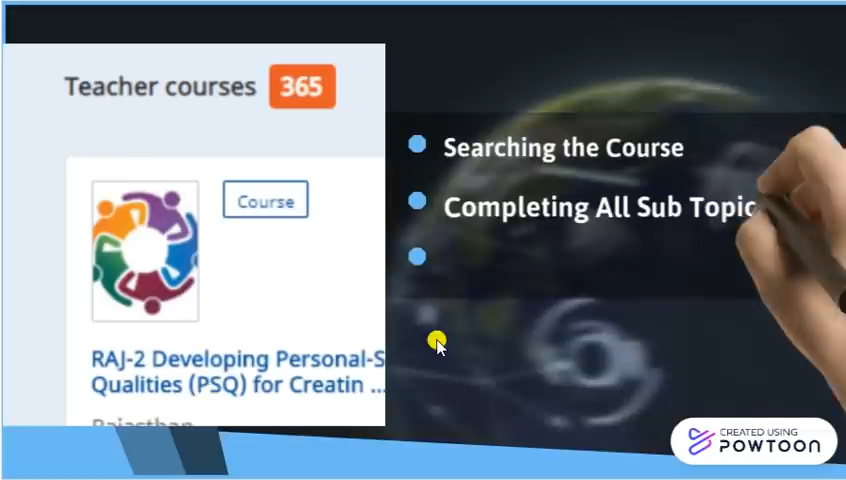 Teacher courses 365
Course
RAJ-2 Developing Personal-S
Qualities (PSQ) for Creatin ...
Rajasthan
Searching the Course
Completing All Sub Topic
CREATED USING
POWTOON